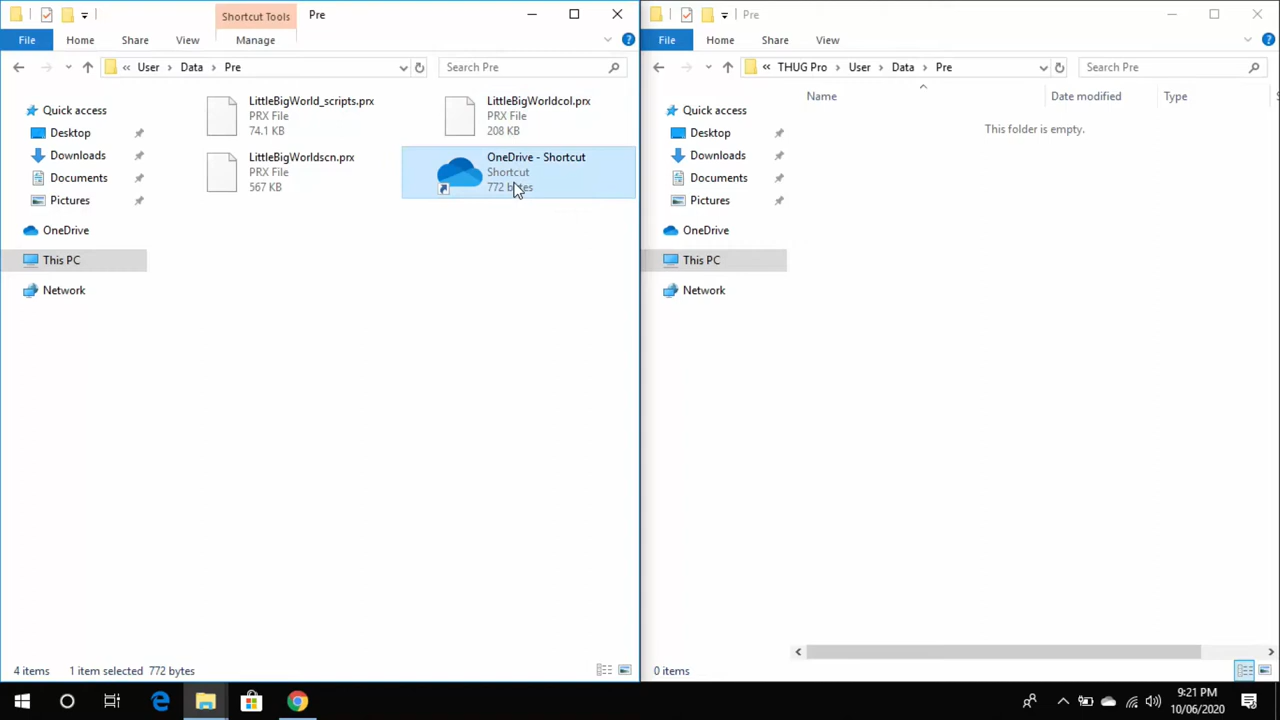 Shortcut Tools
Pre
File
Home
Share
View
Manage
« User > Data > Pre
Search Pre
Quick access
Desktop
Downloads
Documents
Pictures
OneDrive
This PC
Network
LittleBigWorld_scripts.prx
PRX File
74.1 KB
LittleBigWorldcol.prx
PRX File
208 KB
LittleBigWorldscn.prx
PRX File
567 KB
OneDrive - Shortcut
Shortcut
772 bytes
4 items
1 item selected 772 bytes
Pre
File
Home
Share
View
« THUG Pro > User > Data > Pre
Search Pre
Name
Date modified
Type
This folder is empty.
Quick access
Desktop
Downloads
Documents
Pictures
OneDrive
This PC
Network
0 items
9:21 PM
10/06/2020